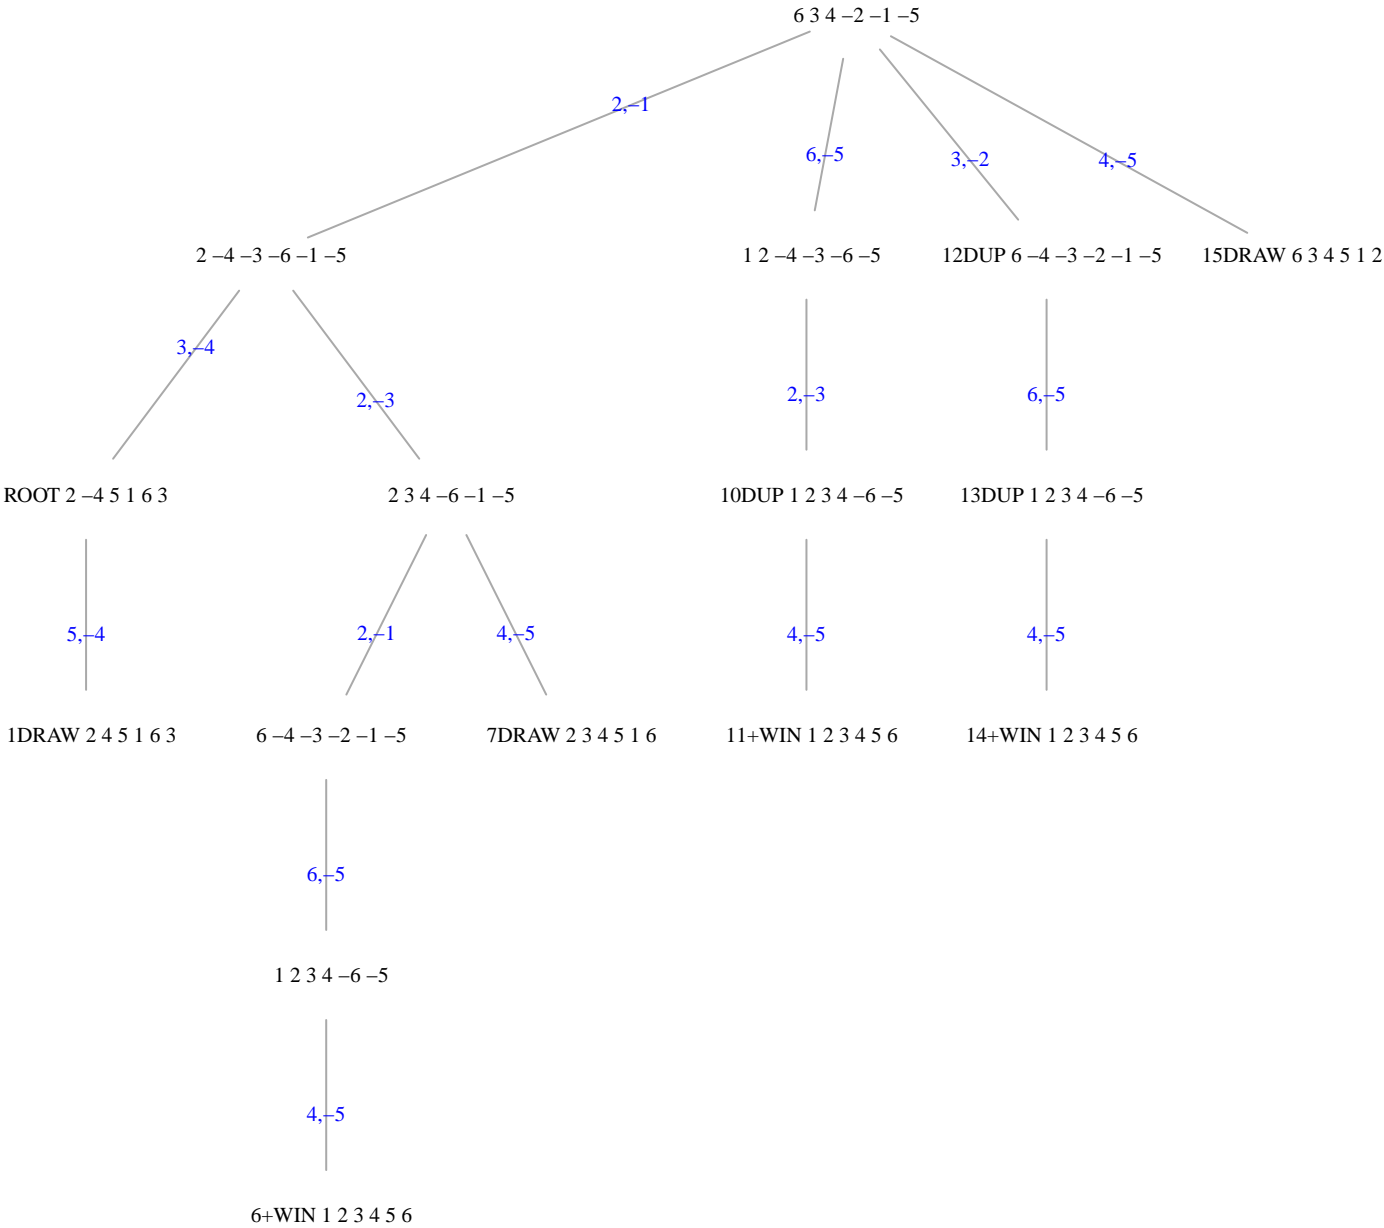 6 3 4 –2 –1 –5
2,–1
6,–5
3,–2
4,–5
2 –4 –3 –6 –1 –5
1 2 –4 –3 –6 –5
12DUP 6 –4 –3 –2 –1 –5
15DRAW 6 3 4 5 1 2
3,–4
2,–3
2,–3
6,–5
ROOT 2 –4 5 1 6 3
2 3 4 –6 –1 –5
10DUP 1 2 3 4 –6 –5
13DUP 1 2 3 4 –6 –5
5,–4
2,–1
4,–5
4,–5
4,–5
1DRAW 2 4 5 1 6 3
6 –4 –3 –2 –1 –5
7DRAW 2 3 4 5 1 6
11+WIN 1 2 3 4 5 6
14+WIN 1 2 3 4 5 6
6,–5
1 2 3 4 –6 –5
4,–5
6+WIN 1 2 3 4 5 6